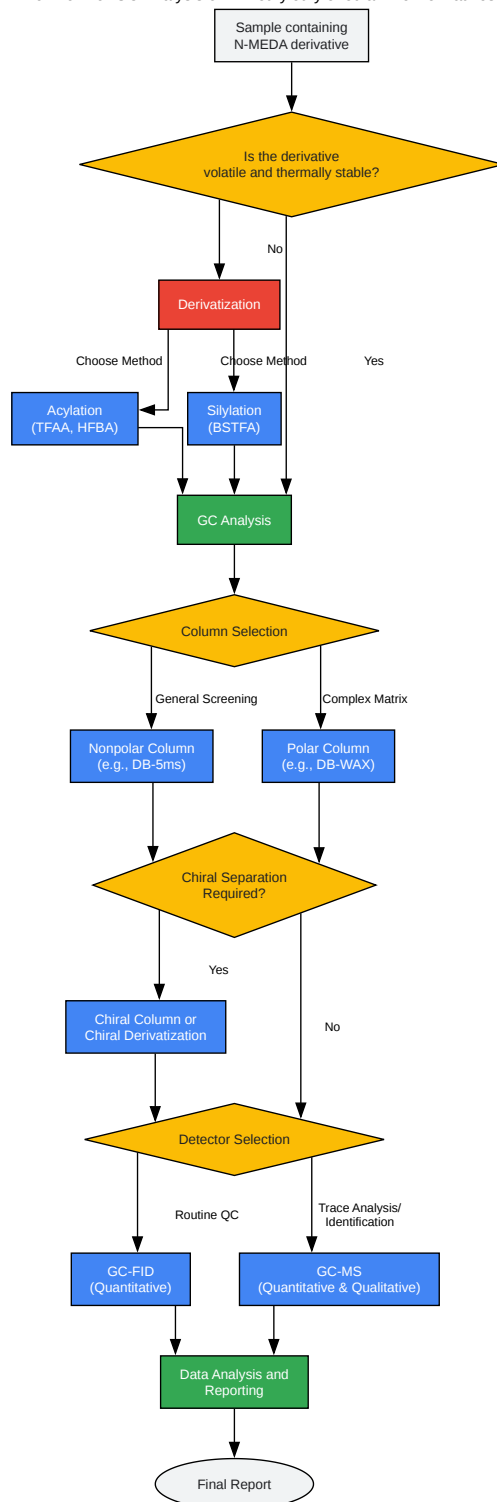 Sample containing
N-MEDA derivative
Is the derivative
volatile and thermally stable?
No
Derivatization
Choose Method
Choose Method
Yes
Acylation
(TFAA, HFBA)
Silylation
(BSTFA)
GC Analysis
Column Selection
General Screening
Complex Matrix
Nonpolar Column
(e.g., DB-5ms)
Polar Column
(e.g., DB-WAX)
Chiral Separation
Required?
Yes
Chiral Column or
Chiral Derivatization
No
Detector Selection
Routine QC
Trace Analysis/
Identification
GC-FID
(Quantitative)
GC-MS
(Quantitative & Qualitative)
Data Analysis and
Reporting
Final Report